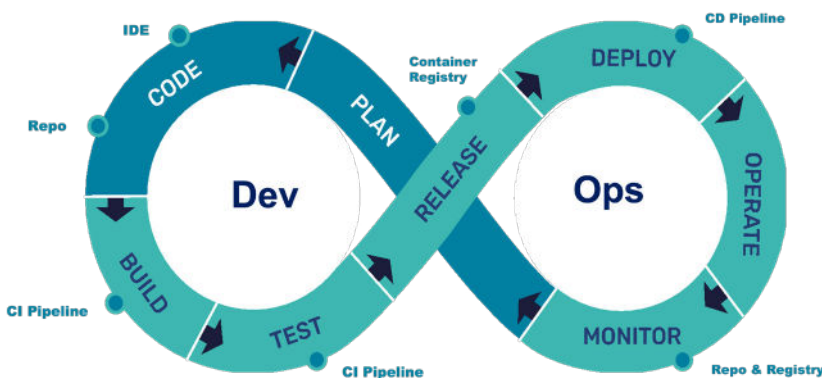 IDE
CD Pipeline
Container
Registry
DEPLOY
CODE
PLAN
Repo
RELEASE
OPERATE
Dev
Ops
BUILD
CI Pipeline
TEST
MONITOR
CI Pipeline
Repo & Registry